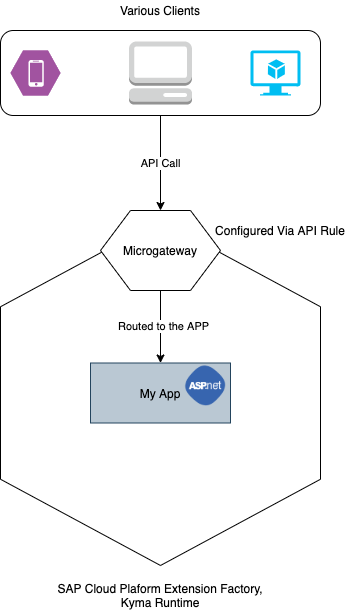 Various Clients
API Call
Configured Via API Rule
Microgateway
Routed to the APP
My App
ASP.net
SAP Cloud Plaform Extension Factory,
Kyma Runtime